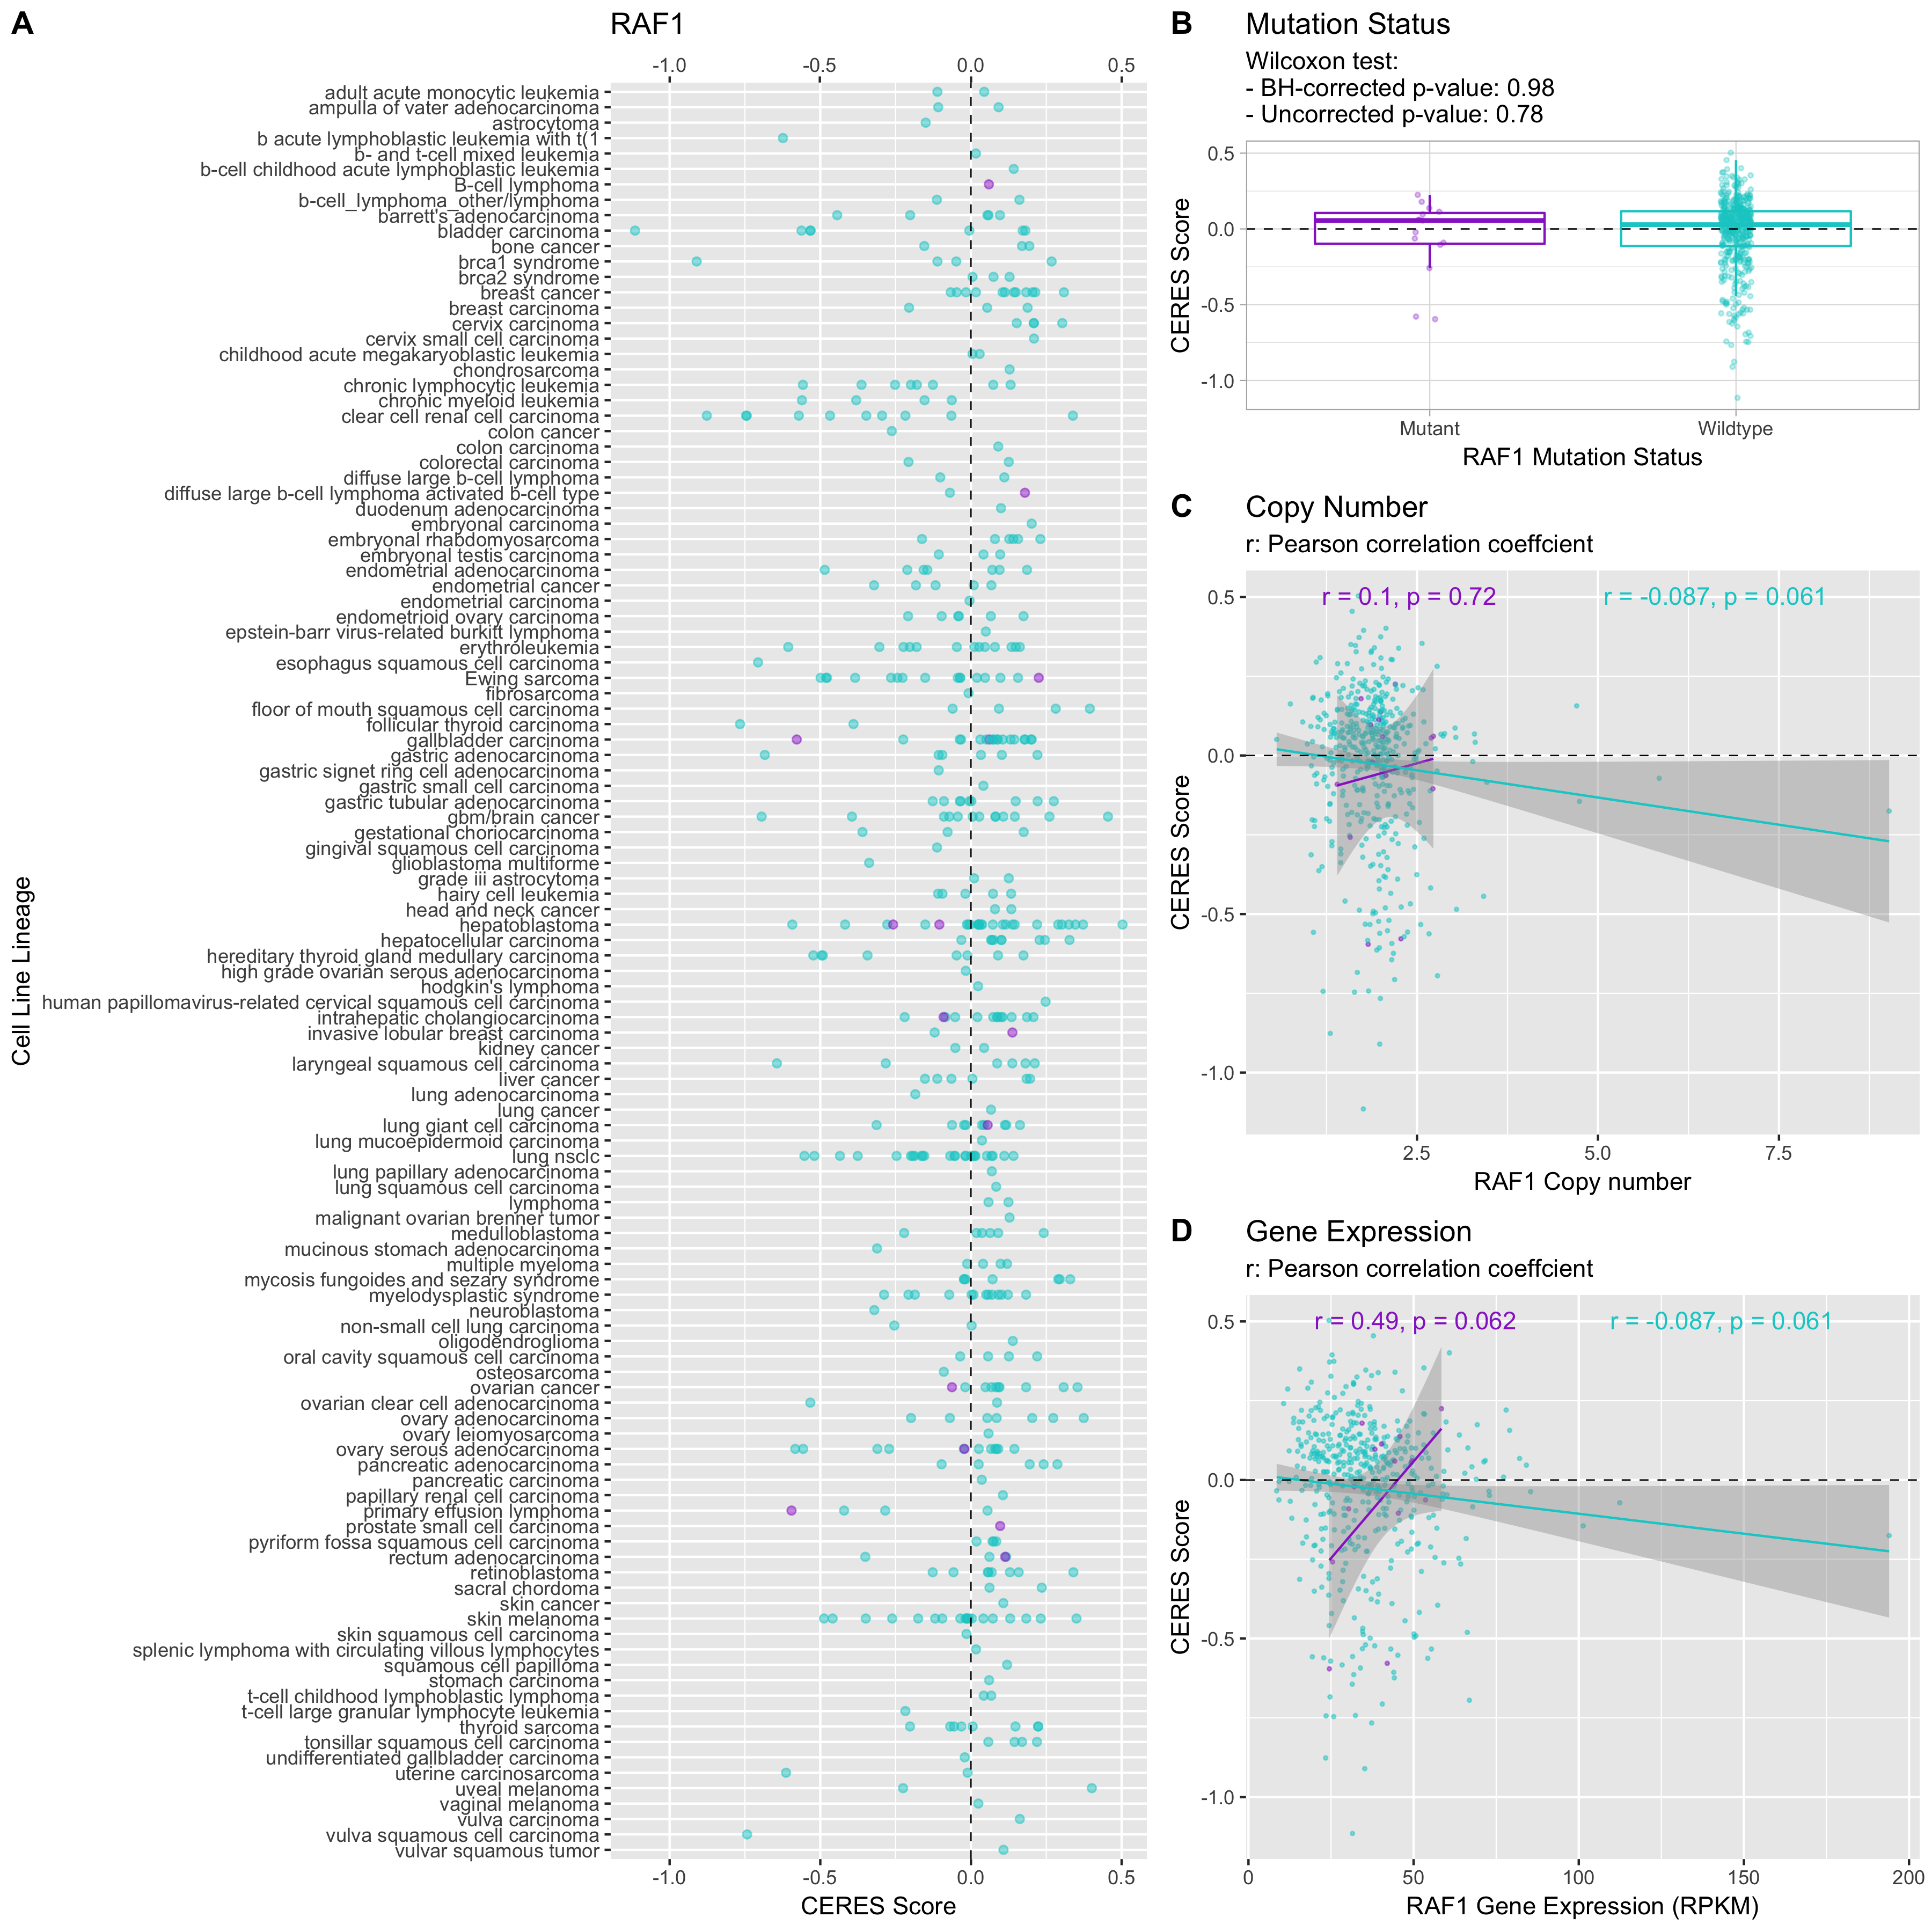 A
RAF1
-1.0 -0.5 0.0 0.5
adult acute monocytic leukemia
ampulla of vater adenocarcinoma
astrocytoma
b acute lymphoblastic leukemia with t(1
b- and t-cell mixed leukemia
b-cell childhood acute lymphoblastic leukemia
B-cell lymphoma
b-cell_lymphoma_other/lymphoma
barrett's adenocarcinoma
bladder carcinoma
bone cancer
brca1 syndrome
brca2 syndrome
breast cancer
breast carcinoma
cervix carcinoma
cervix small cell carcinoma
childhood acute megakaryoblastic leukemia
chondrosarcoma
chronic lymphocytic leukemia
chronic myeloid leukemia
clear cell renal cell carcinoma
colon cancer
colon carcinoma
colorectal carcinoma
diffuse large b-cell lymphoma
diffuse large b-cell lymphoma activated b-cell type
duodenum adenocarcinoma
embryonal carcinoma
embryonal rhabdomyosarcoma
embryonal testis carcinoma
endometrial adenocarcinoma
endometrial cancer
endometrial carcinoma
endometrioid ovary carcinoma
epstein-barr virus-related burkitt lymphoma
erythroleukemia
esophagus squamous cell carcinoma
Ewing sarcoma
fibrosarcoma
floor of mouth squamous cell carcinoma
follicular thyroid carcinoma
gallbladder carcinoma
gastric adenocarcinoma
gastric signet ring cell adenocarcinoma
gastric small cell carcinoma
gastric tubular adenocarcinoma
gbm/brain cancer
gestational choriocarcinoma
gingival squamous cell carcinoma
glioblastoma multiforme
grade iii astrocytoma
hairy cell leukemia
head and neck cancer
hepatoblastoma
hepatocellular carcinoma
hereditary thyroid gland medullary carcinoma
high grade ovarian serous adenocarcinoma
hodgkin's lymphoma
human papillomavirus-related cervical squamous cell carcinoma
intrahepatic cholangiocarcinoma
invasive lobular breast carcinoma
kidney cancer
laryngeal squamous cell carcinoma
liver cancer
lung adenocarcinoma
lung cancer
lung giant cell carcinoma
lung mucoepidermoid carcinoma
lung nsclc
lung papillary adenocarcinoma
lung squamous cell carcinoma
lymphoma
malignant ovarian brenner tumor
medulloblastoma
mucinous stomach adenocarcinoma
multiple myeloma
mycosis fungoides and sezary syndrome
myelodysplastic syndrome
neuroblastoma
non-small cell lung carcinoma
oligodendroglioma
oral cavity squamous cell carcinoma
osteosarcoma
ovarian cancer
ovarian clear cell adenocarcinoma
ovary adenocarcinoma
ovary leiomyosarcoma
ovary serous adenocarcinoma
pancreatic adenocarcinoma
pancreatic carcinoma
papillary renal cell carcinoma
primary effusion lymphoma
prostate small cell carcinoma
pyriform fossa squamous cell carcinoma
rectum adenocarcinoma
retinoblastoma
sacral chordoma
skin cancer
skin melanoma
skin squamous cell carcinoma
splenic lymphoma with circulating villous lymphocytes
squamous cell papilloma
stomach carcinoma
t-cell childhood lymphoblastic lymphoma
t-cell large granular lymphocyte leukemia
thyroid sarcoma
tonsillar squamous cell carcinoma
undifferentiated gallbladder carcinoma
uterine carcinosarcoma
uveal melanoma
vaginal melanoma
vulva carcinoma
vulva squamous cell carcinoma
vulvar squamous tumor
-1.0 -0.5 0.0 0.5
CERES Score
Cell Line Lineage
B
Mutation Status
Wilcoxon test:
- BH-corrected p-value: 0.98
- Uncorrected p-value: 0.78
0.5
0.0
-0.5
-1.0
CERES Score
Mutant Wildtype
RAF1 Mutation Status
C
Copy Number
r: Pearson correlation coeffcient
r = 0.1, p = 0.72 r = -0.087, p = 0.061
0.5
0.0
-0.5
-1.0
CERES Score
2.5 5.0 7.5
RAF1 Copy number
D
Gene Expression
r: Pearson correlation coeffcient
r = 0.49, p = 0.062 r = -0.087, p = 0.061
0.5
0.0
-0.5
-1.0
CERES Score
0 50 100 150 200
RAF1 Gene Expression (RPKM)